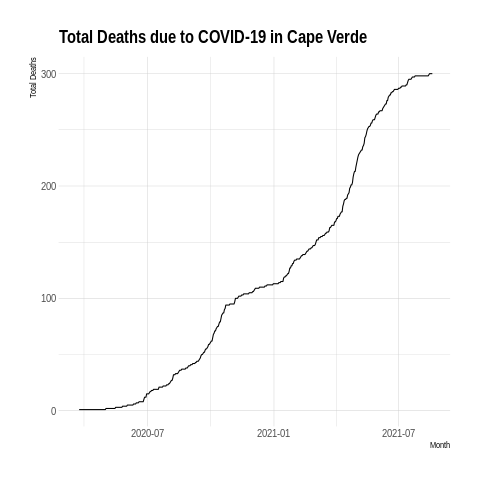 Total Deaths due to COVID-19 in Cape Verde
Total Deaths
300
200
100
0
2020-07
2021-01
2021-07
Month